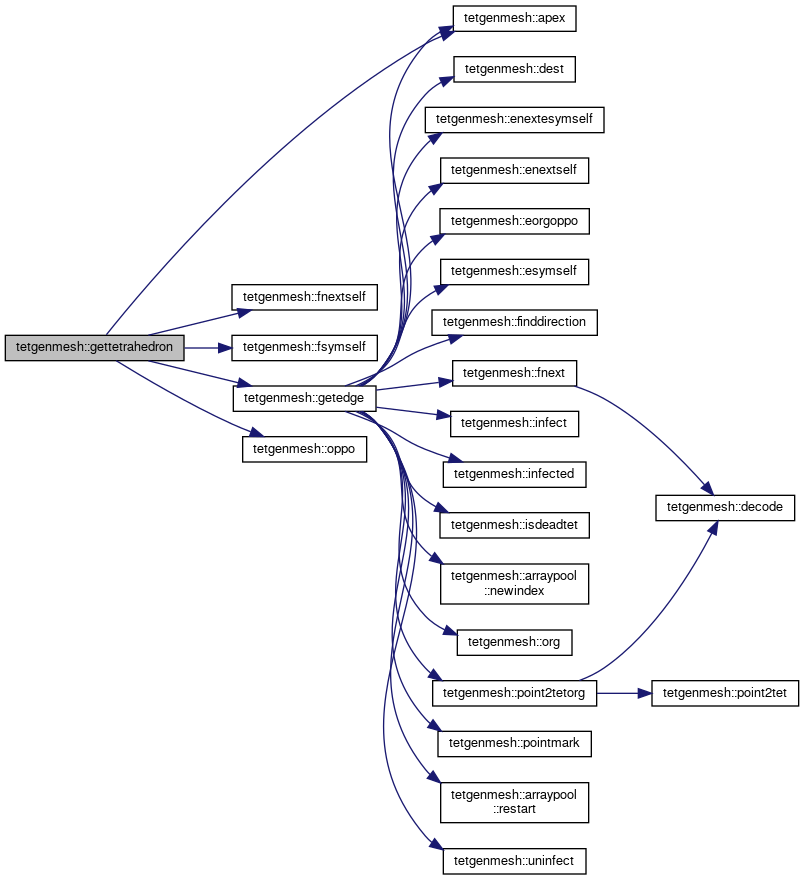 tetgenmesh::apex
tetgenmesh::dest
tetgenmesh::enextesymself
tetgenmesh::enextself
tetgenmesh::eorgoppo
tetgenmesh::esymself
tetgenmesh::fnextself
tetgenmesh::finddirection
tetgenmesh::gettetrahedron
tetgenmesh::fsymself
tetgenmesh::fnext
tetgenmesh::getedge
tetgenmesh::infect
tetgenmesh::oppo
tetgenmesh::infected
tetgenmesh::decode
tetgenmesh::isdeadtet
tetgenmesh::arraypool
::newindex
tetgenmesh::org
tetgenmesh::point2tetorg
tetgenmesh::point2tet
tetgenmesh::pointmark
tetgenmesh::arraypool
::restart
tetgenmesh::uninfect